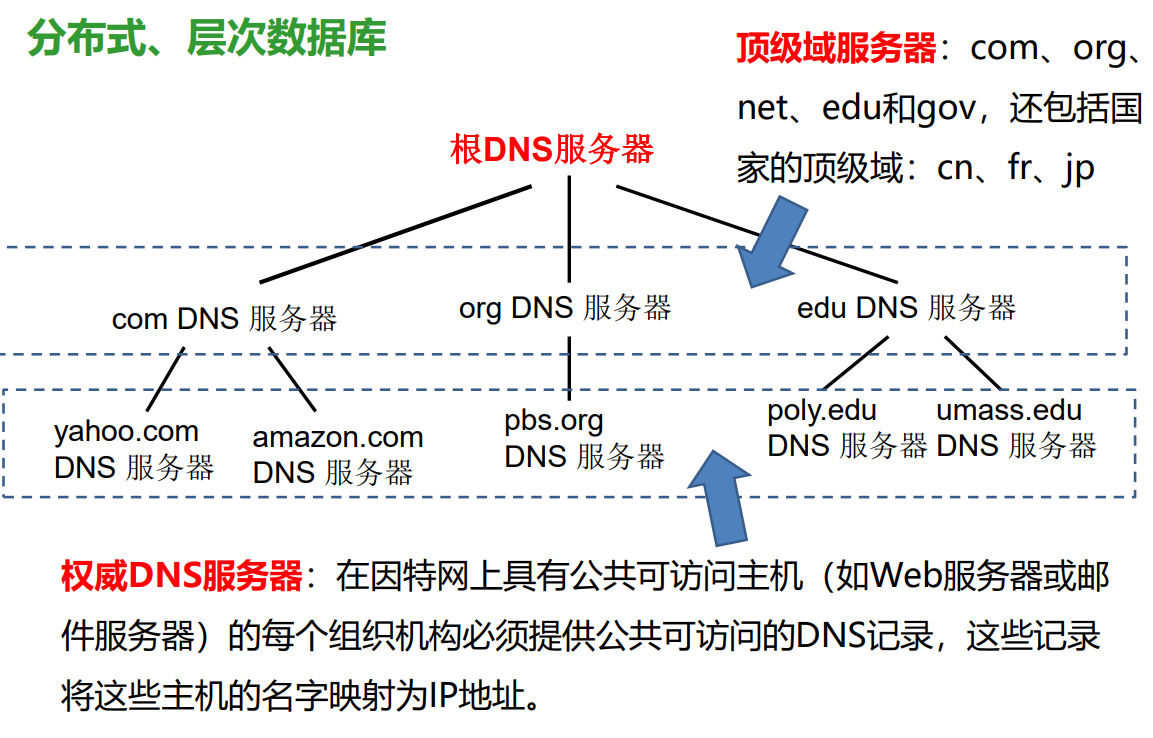 分布式、层次数据库
顶级域服务器：com、org、
net、edu和gov，还包括国
家的顶级域：cn、fr、jp
根DNS服务器
com DNS 服务器
org DNS 服务器
edu DNS 服务器
yahoo.com
DNS 服务器
amazon.com
DNS 服务器
pbs.org
DNS 服务器
poly.edu
DNS 服务器
umass.edu
DNS 服务器
权威DNS服务器：在因特网上具有公共可访问主机（如Web服务器或邮
件服务器）的每个组织机构必须提供公共可访问的DNS记录，这些记录
将这些主机的名字映射为IP地址。